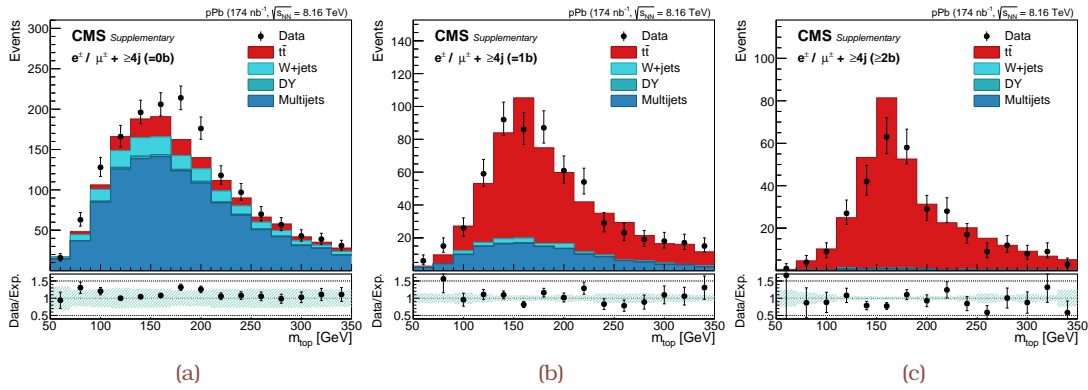 pPb (174 nb⁻¹, √s_NN = 8.16 TeV)
Events
CMS Supplementary
e± / μ± + ≥4j (=0b)
Data
tt̄
W+jets
DY
Multijets
300
250
200
150
100
50
Data/Exp.
1.5
1
0.5
50 100 150 200 250 300 350
m_top [GeV]
(a)
pPb (174 nb⁻¹, √s_NN = 8.16 TeV)
Events
CMS Supplementary
e± / μ± + ≥4j (=1b)
Data
tt̄
W+jets
DY
Multijets
140
120
100
80
60
40
20
Data/Exp.
1.5
1
0.5
50 100 150 200 250 300 350
m_top [GeV]
(b)
pPb (174 nb⁻¹, √s_NN = 8.16 TeV)
Events
CMS Supplementary
e± / μ± + ≥4j (≥2b)
Data
tt̄
W+jets
DY
Multijets
100
80
60
40
20
Data/Exp.
1.5
1
0.5
50 100 150 200 250 300 350
m_top [GeV]
(c)